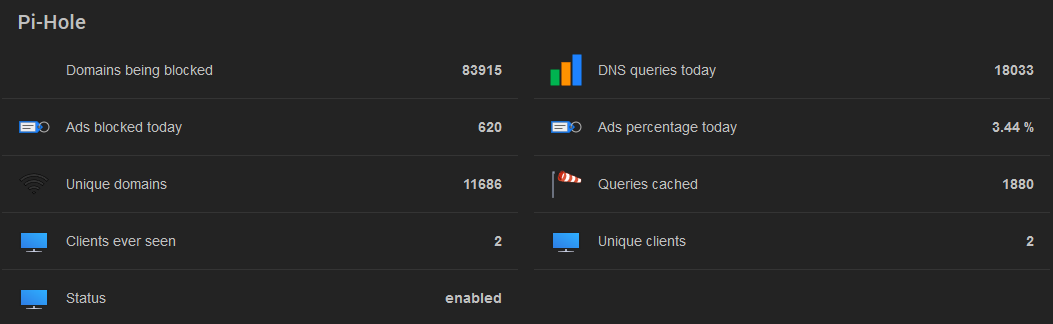 Pi-Hole
Domains being blocked 83915
DNS queries today 18033
Ads blocked today 620
Ads percentage today 3.44 %
Unique domains 11686
Queries cached 1880
Clients ever seen 2
Unique clients 2
Status enabled